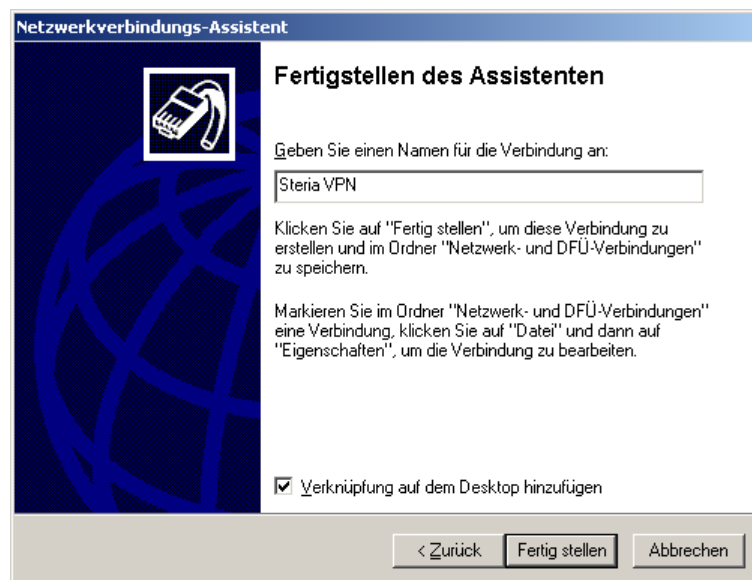 Netzwerkverbindungs-Assistent
Fertigstellen des Assistenten
Geben Sie einen Namen für die Verbindung an:
Steria VPN
Klicken Sie auf "Fertig stellen", um diese Verbindung zu
erstellen und im Ordner "Netzwerk- und DFÜ-Verbindungen"
zu speichern.
Markieren Sie im Ordner "Netzwerk- und DFÜ-Verbindungen"
eine Verbindung, klicken Sie auf "Datei" und dann auf
"Eigenschaften", um die Verbindung zu bearbeiten.
Verknüpfung auf dem Desktop hinzufügen
< Zurück Fertig stellen Abbrechen